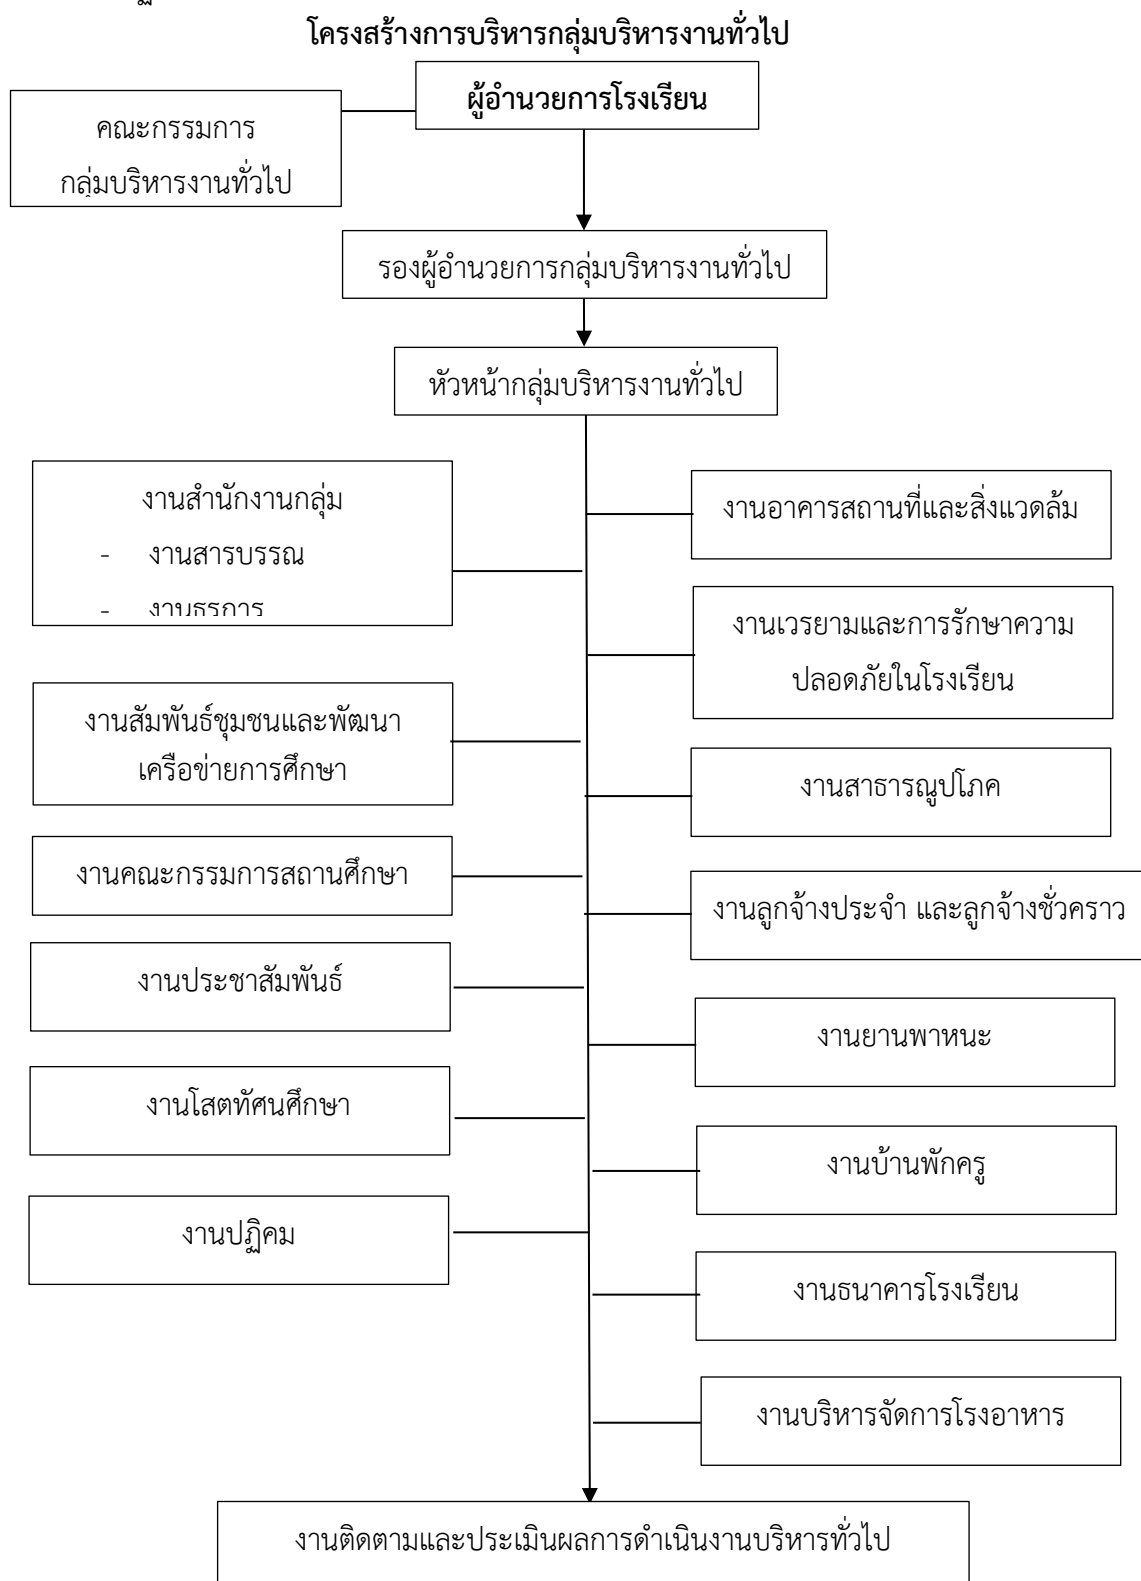 โครงสร้างการบริหารกลุ่มบริหารงานทั่วไป
ผู้อำนวยการโรงเรียน
คณะกรรมการ
กลุ่มบริหารงานทั่วไป
รองผู้อำนวยการกลุ่มบริหารงานทั่วไป
หัวหน้ากลุ่มบริหารงานทั่วไป
งานสำนักงานกลุ่ม
- งานสารบรรณ
- งานธุรการ
งานสัมพันธ์ชุมชนและพัฒนา
เครือข่ายการศึกษา
งานคณะกรรมการสถานศึกษา
งานประชาสัมพันธ์
งานโสตทัศนศึกษา
งานปฏิคม
งานอาคารสถานที่และสิ่งแวดล้ม
งานเวรยามและการรักษาความ
ปลอดภัยในโรงเรียน
งานสาธารณูปโภค
งานลูกจ้างประจำ และลูกจ้างชั่วคราว
งานยานพาหนะ
งานบ้านพักครู
งานธนาคารโรงเรียน
งานบริหารจัดการโรงอาหาร
งานติดตามและประเมินผลการดำเนินงานบริหารทั่วไป